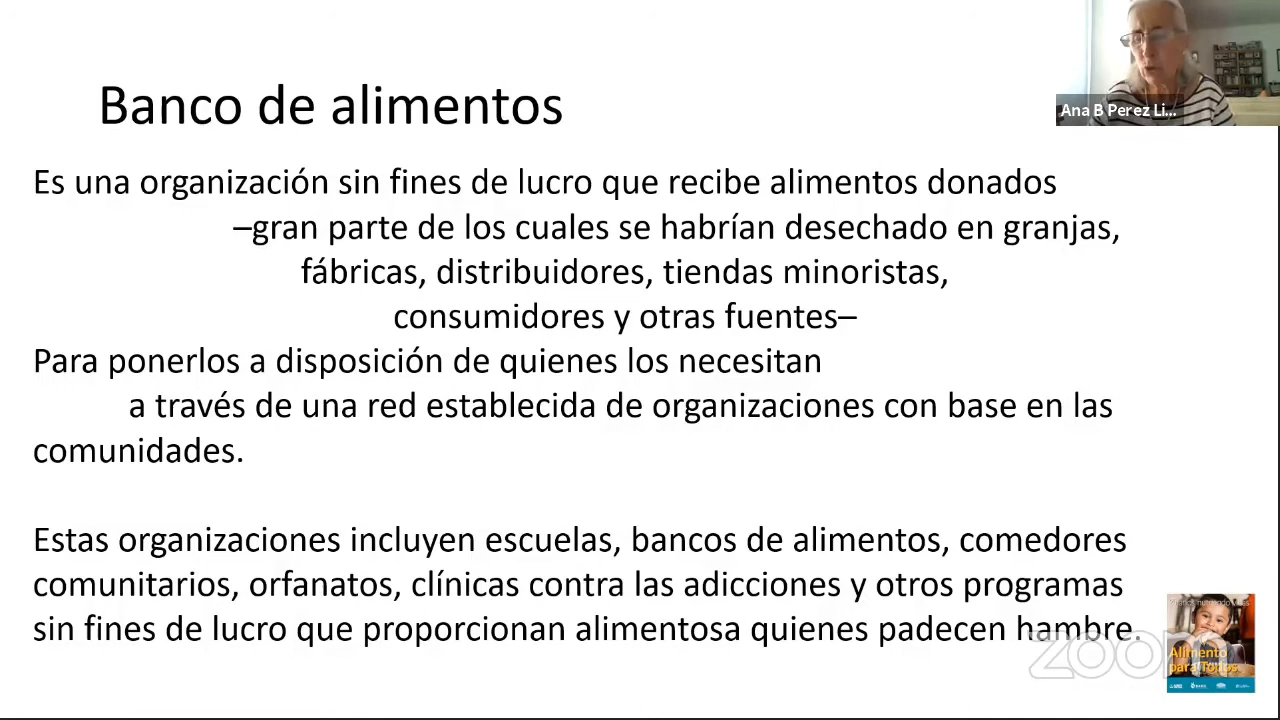 Ana B Perez Li...
Banco de alimentos
Es una organización sin fines de lucro que recibe alimentos donados
–gran parte de los cuales se habrían desechado en granjas,
fábricas, distribuidores, tiendas minoristas,
consumidores y otras fuentes–
Para ponerlos a disposición de quienes los necesitan
a través de una red establecida de organizaciones con base en las
comunidades.
Estas organizaciones incluyen escuelas, bancos de alimentos, comedores
comunitarios, orfanatos, clínicas contra las adicciones y otros programas
sin fines de lucro que proporcionan alimentosa quienes padecen hambre.
zoom
Alimento
para Todos